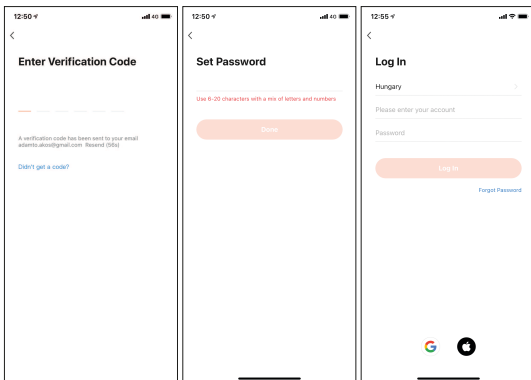 12:50
4G
Enter Verification Code
A verification code has been sent to your email
adamto.akos@gmail.com Resend (56s)
Didn't get a code?
12:50
4G
Set Password
Use 6-20 characters with a mix of letters and numbers
Done
12:55
Log In
Hungary
Please enter your account
Password
Log In
Forgot Password